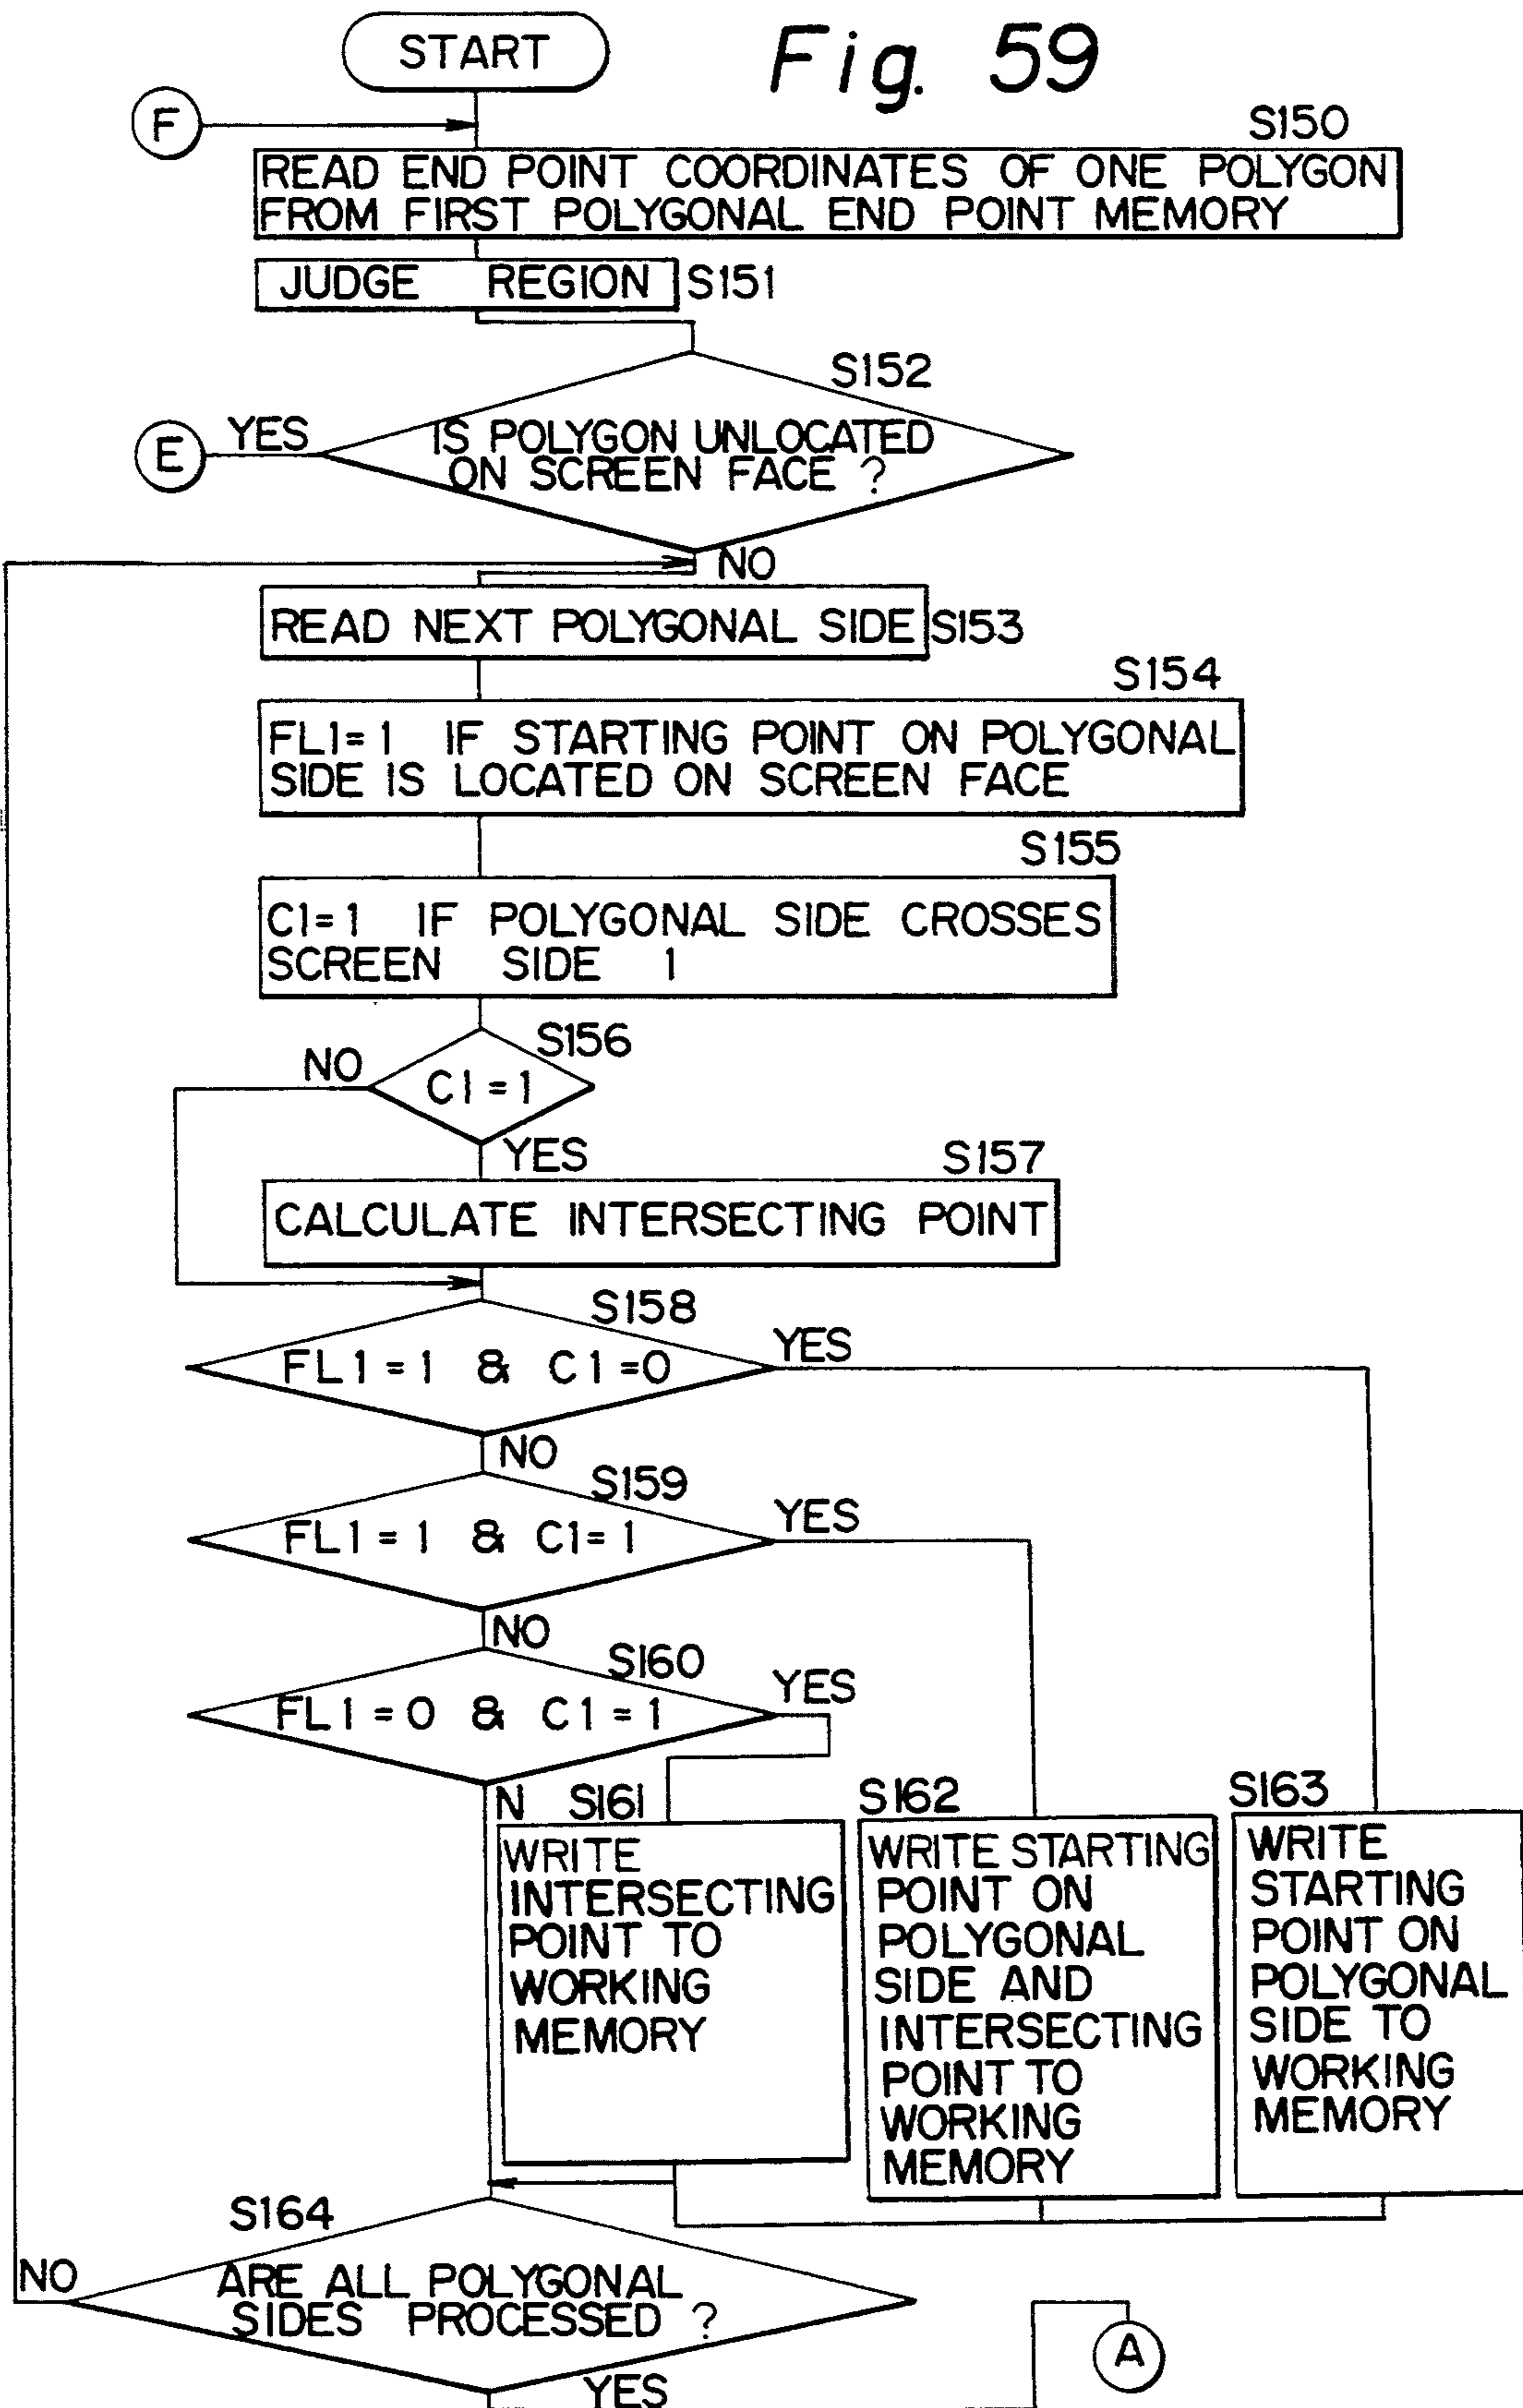 START
Fig. 59
F
S150
READ END POINT COORDINATES OF ONE POLYGON
FROM FIRST POLYGONAL END POINT MEMORY
JUDGE REGION S151
S152
E YES
IS POLYGON UNLOCATED
ON SCREEN FACE ?
NO
READ NEXT POLYGONAL SIDE S153
S154
FL1=1 IF STARTING POINT ON POLYGONAL
SIDE IS LOCATED ON SCREEN FACE
S155
C1=1 IF POLYGONAL SIDE CROSSES
SCREEN SIDE 1
S156
NO
C1=1
YES
S157
CALCULATE INTERSECTING POINT
S158
FL1=1 & C1=0
YES
NO
S159
FL1=1 & C1=1
YES
NO
S160
FL1=0 & C1=1
YES
N
S161
WRITE
INTERSECTING
POINT TO
WORKING
MEMORY
S162
WRITE STARTING
POINT ON
POLYGONAL
SIDE AND
INTERSECTING
POINT TO
WORKING
MEMORY
S163
WRITE
STARTING
POINT ON
POLYGONAL
SIDE TO
WORKING
MEMORY
S164
NO
ARE ALL POLYGONAL
SIDES PROCESSED ?
YES
A